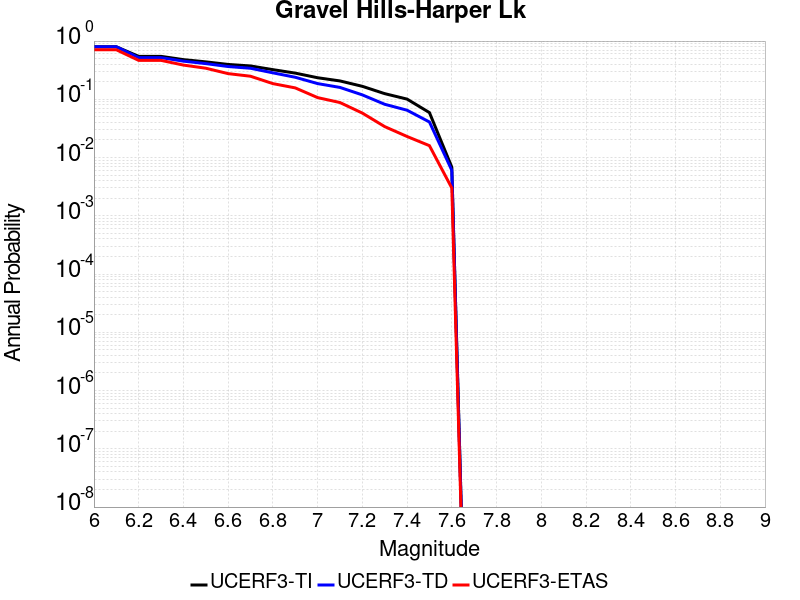 Gravel Hills-Harper Lk
10^0
10^-1
10^-2
10^-3
10^-4
10^-5
10^-6
10^-7
10^-8
Annual Probability
6 6.2 6.4 6.6 6.8 7 7.2 7.4 7.6 7.8 8 8.2 8.4 8.6 8.8 9
Magnitude
UCERF3-TI UCERF3-TD UCERF3-ETAS